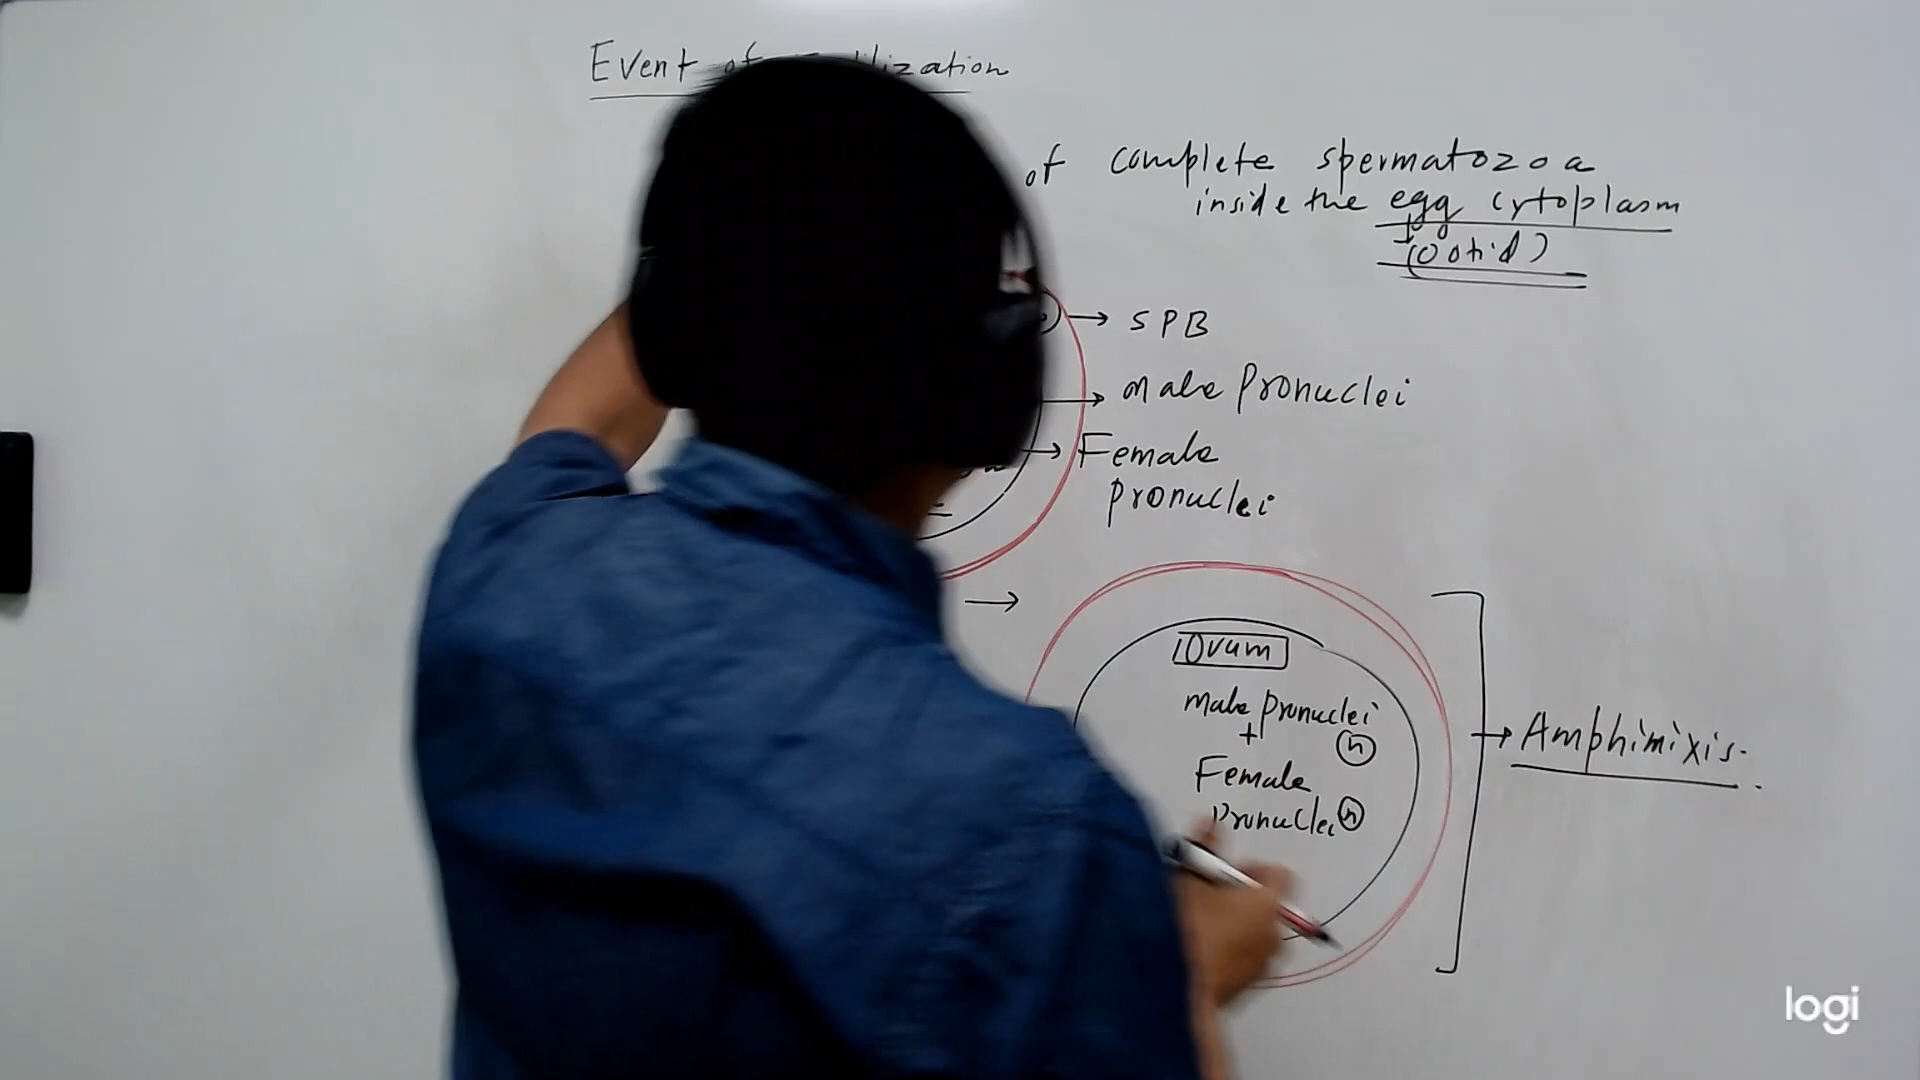 Event of
of complete spermatozoa
inside the egg cytoplasm
(Ootid)
SPB
male Pronuclei
Female
pronuclei
Ovum
male pronuclei
+
n
Female
pronuclei n
Amphimixis.
logi